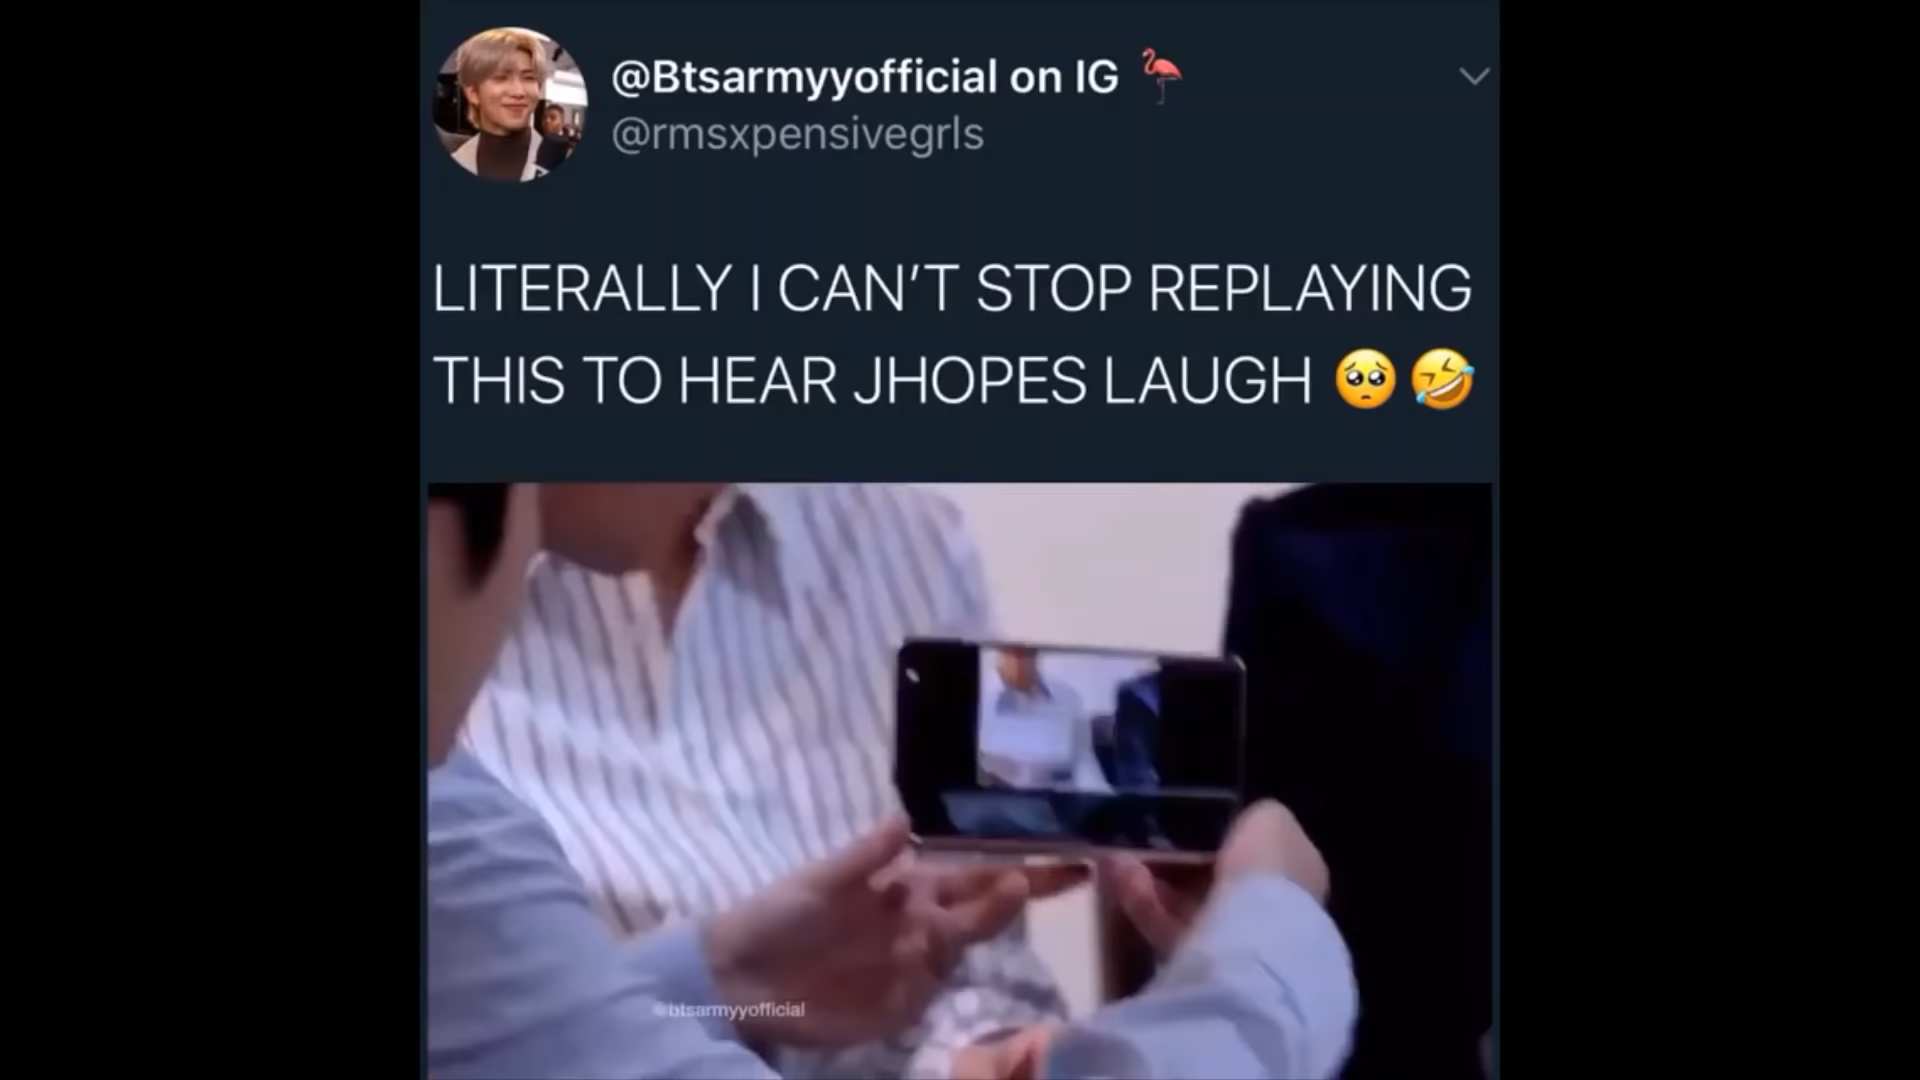 @Btsarmyyofficial on IG 🦩
@rmsxpensivegrls
LITERALLY I CAN’T STOP REPLAYING
THIS TO HEAR JHOPES LAUGH 🥺🤣
@btsarmyyofficial